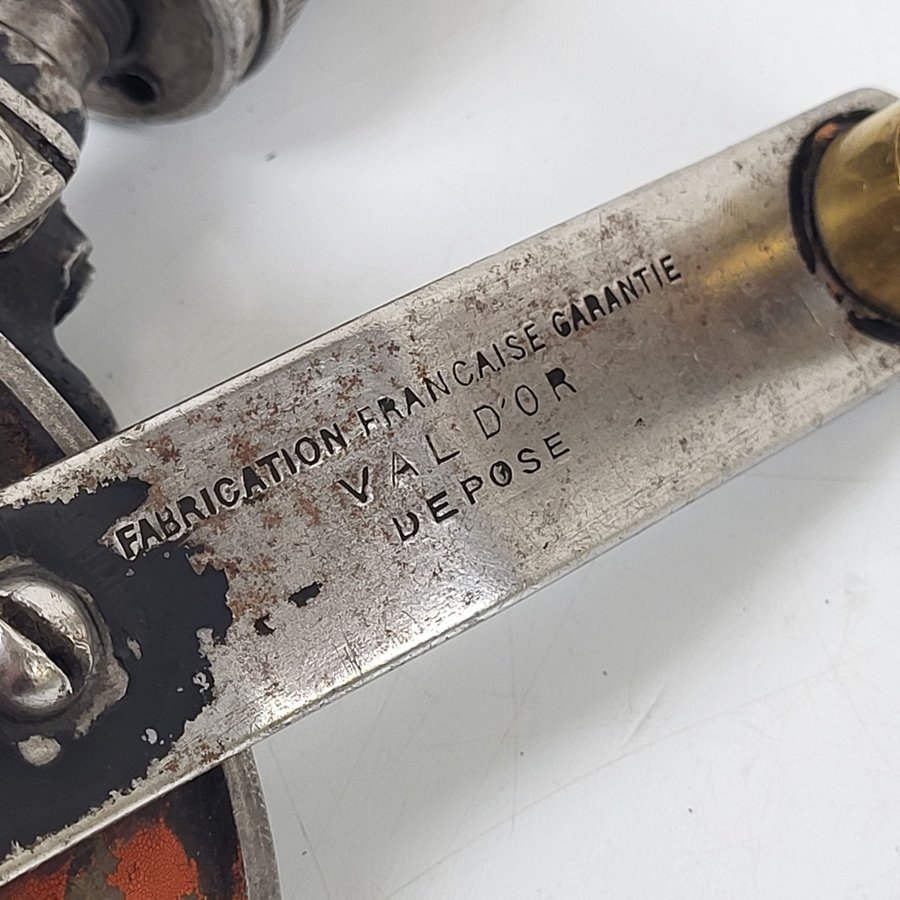 FABRICATION FRANCAISE GARANTIE
VAL D'OR
DEPOSE